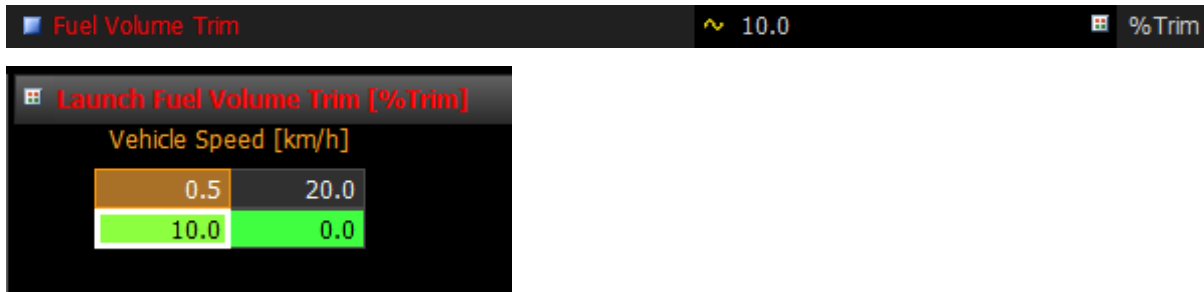 Fuel Volume Trim 10.0 %Trim
Launch Fuel Volume Trim [%Trim]
Vehicle Speed [km/h]
0.5 20.0
10.0 0.0